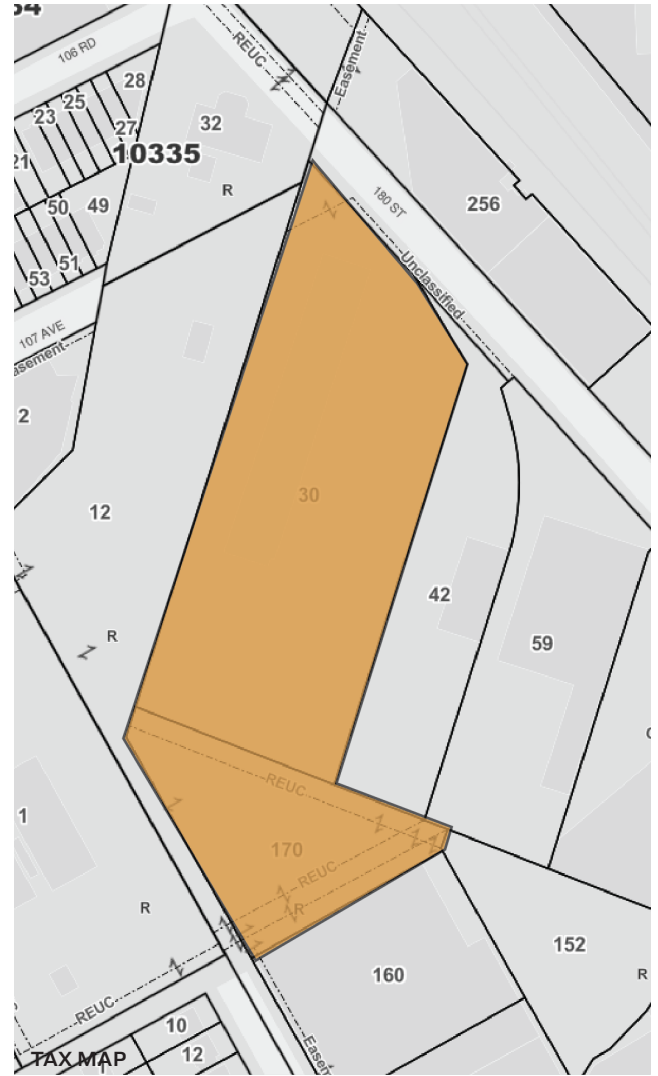 106 RD
REUC
Easement
28
25
23
27
32
21
10335
R
180 ST
256
50
49
51
53
Unclassified
107 AVE
2
12
30
42
59
R
REUC
1
170
REUC
R
R
152
160
R
REUC
10
12
TAX MAP